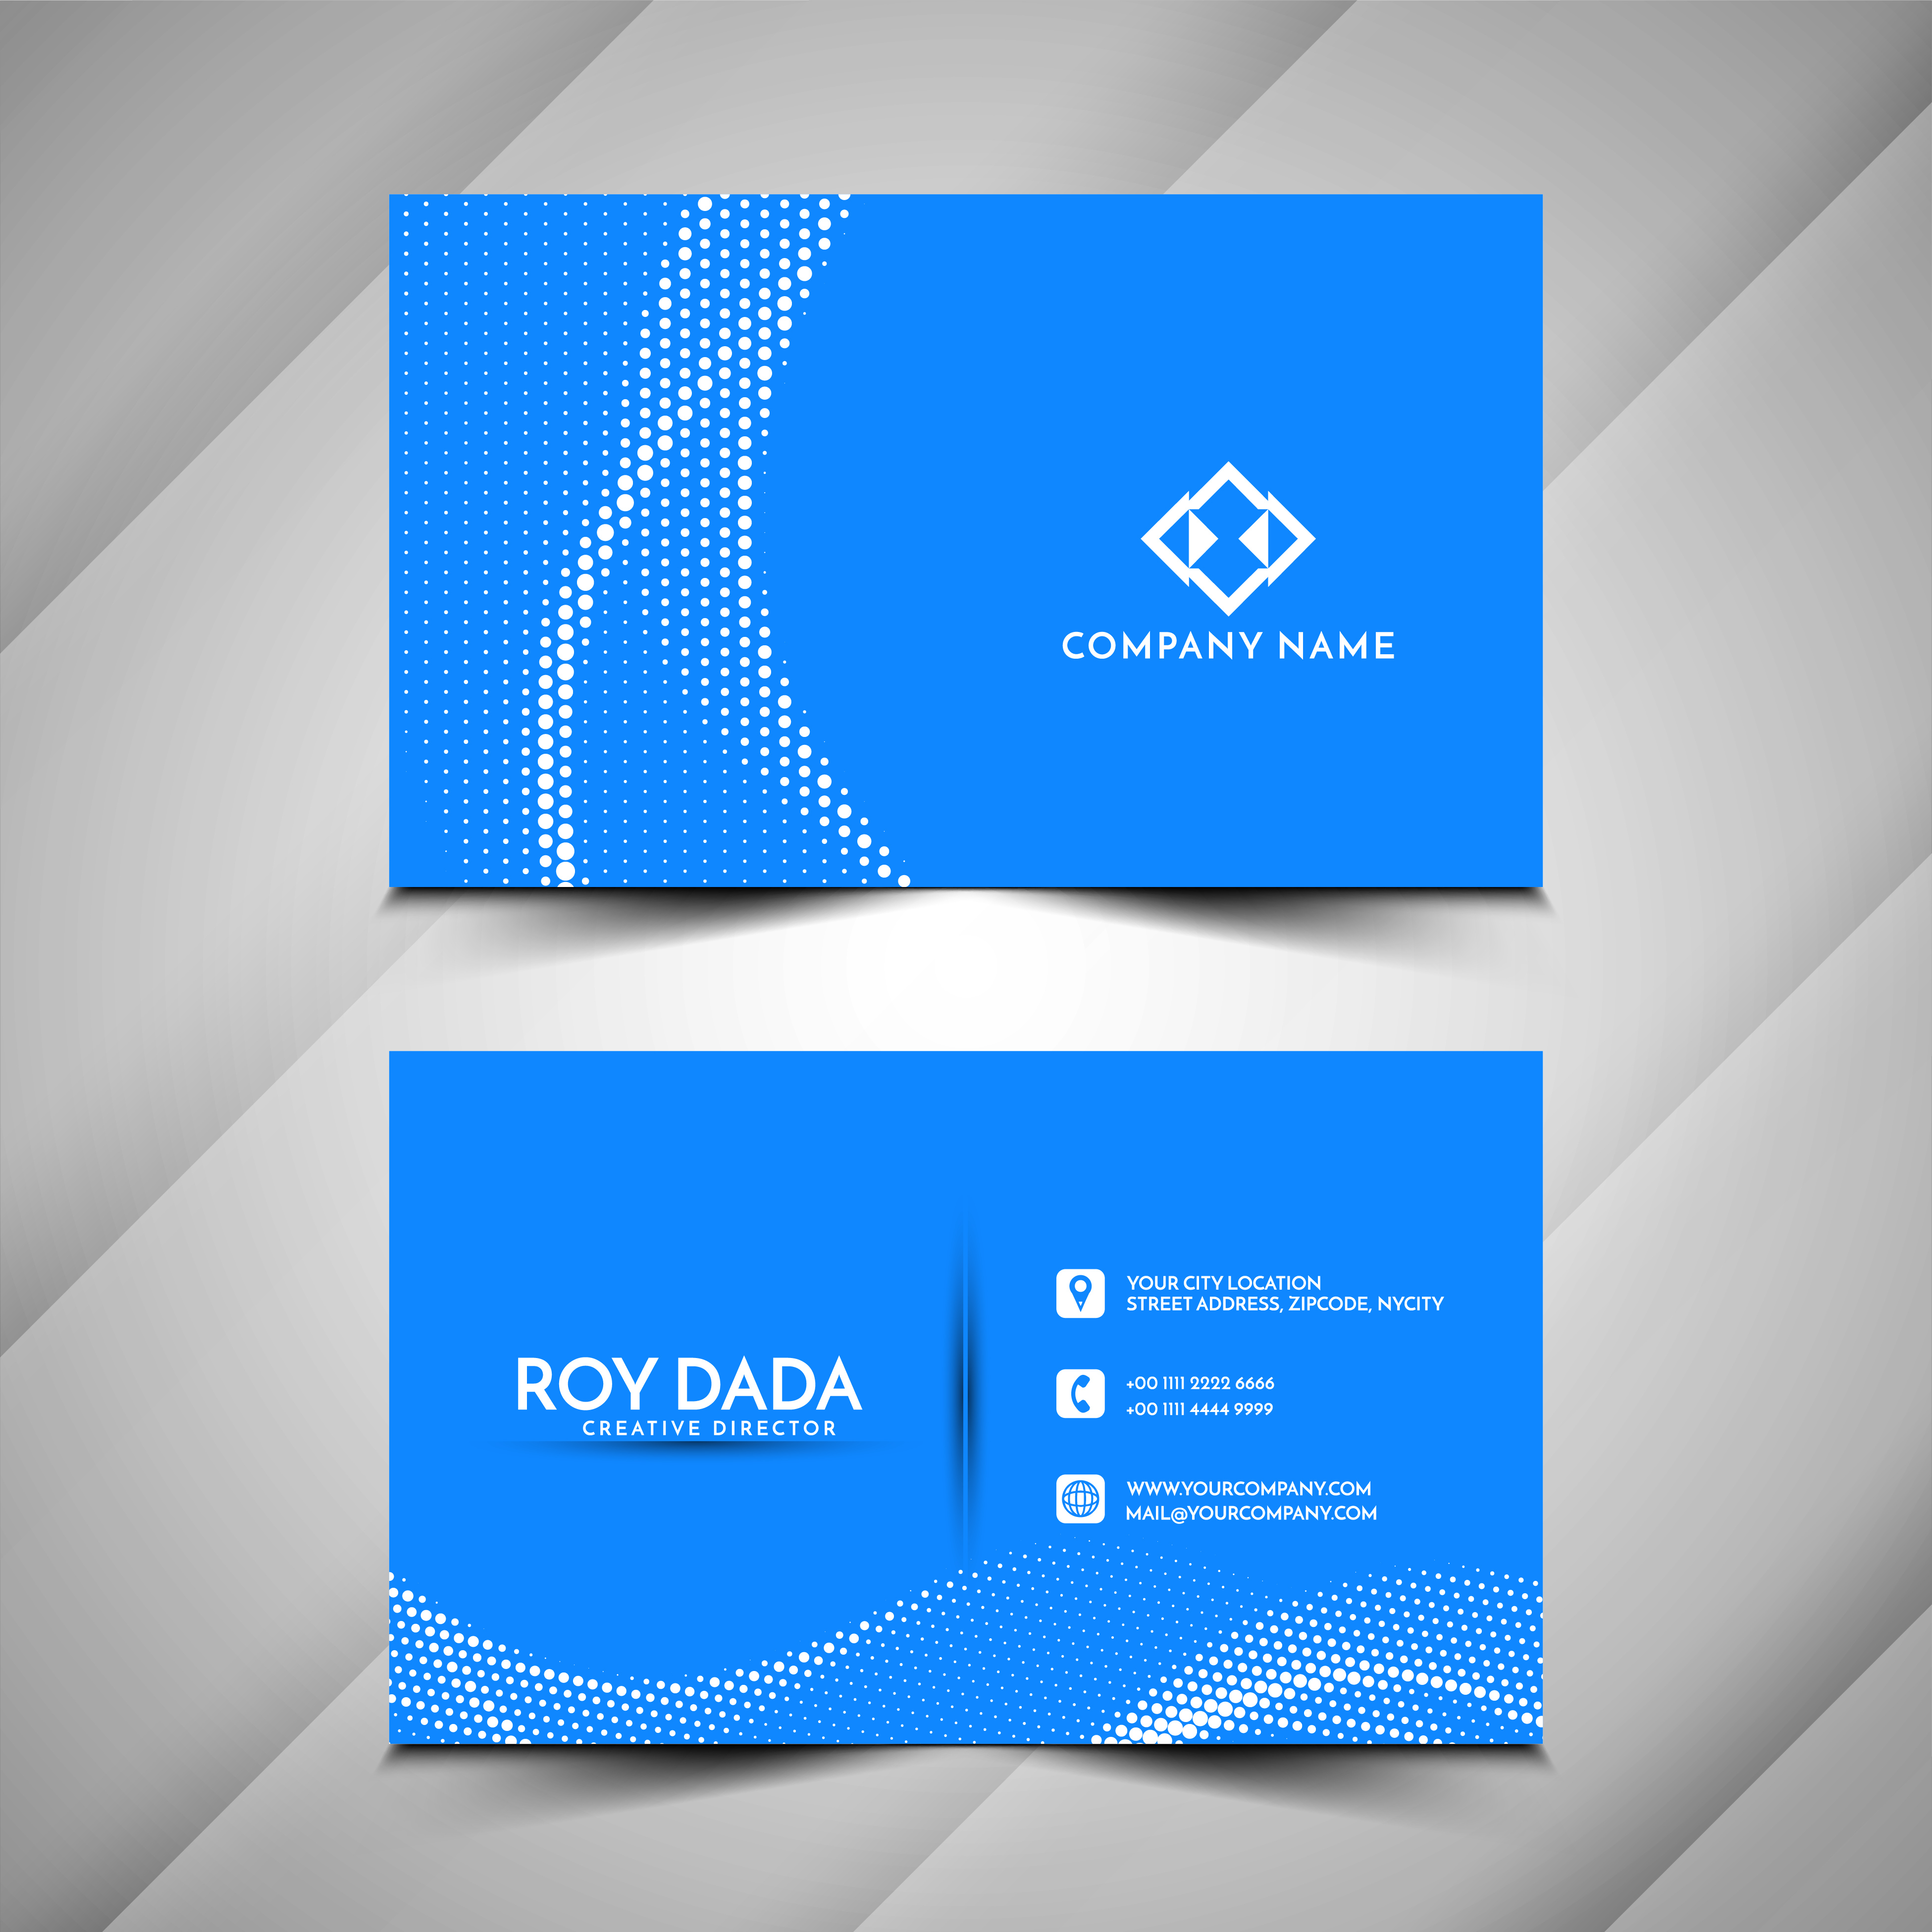 COMPANY NAME
ROY DADA
CREATIVE DIRECTOR
YOUR CITY LOCATION
STREET ADDRESS, ZIPCODE, NYCITY
+00 1111 2222 6666
+00 1111 4444 9999
WWW.YOURCOMPANY.COM
MAIL@YOURCOMPANY.COM